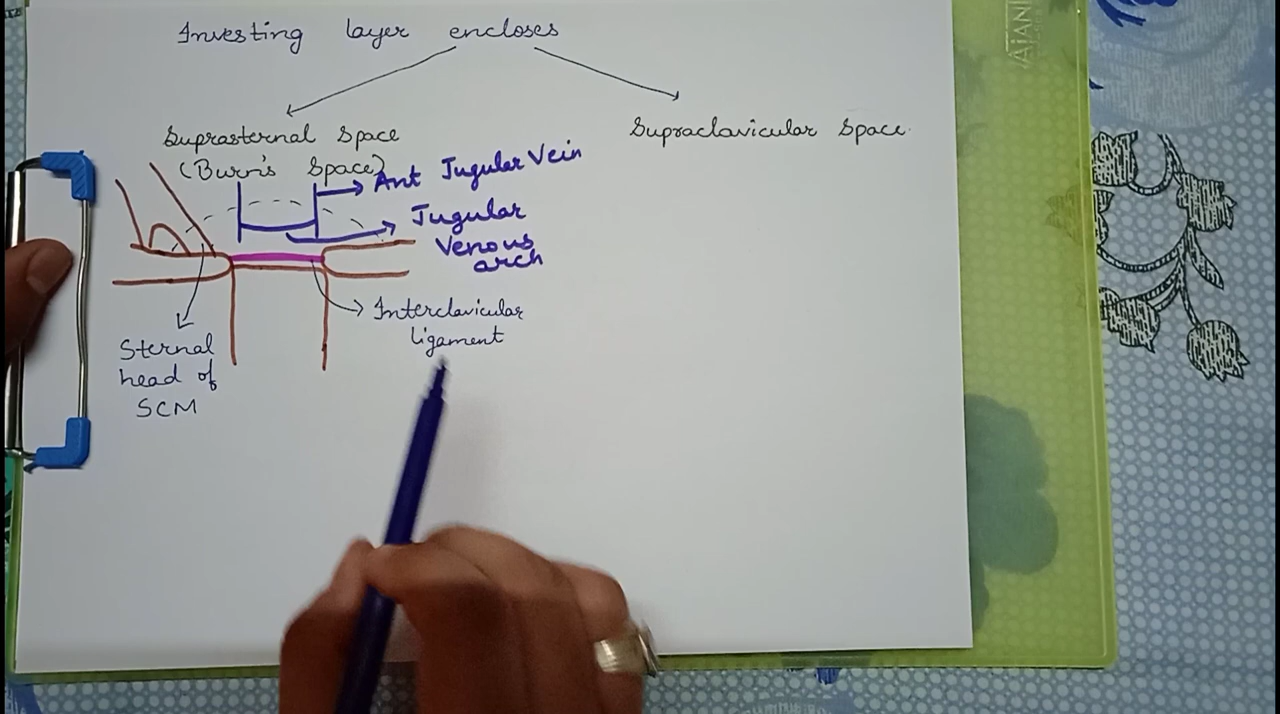 Investing layer encloses
Suprasternal Space
(Burn's Space)
Supraclavicular Space
Ant Jugular Vein
Jugular
Venous
arch
Interclavicular
ligament
Sternal
head of
SCM